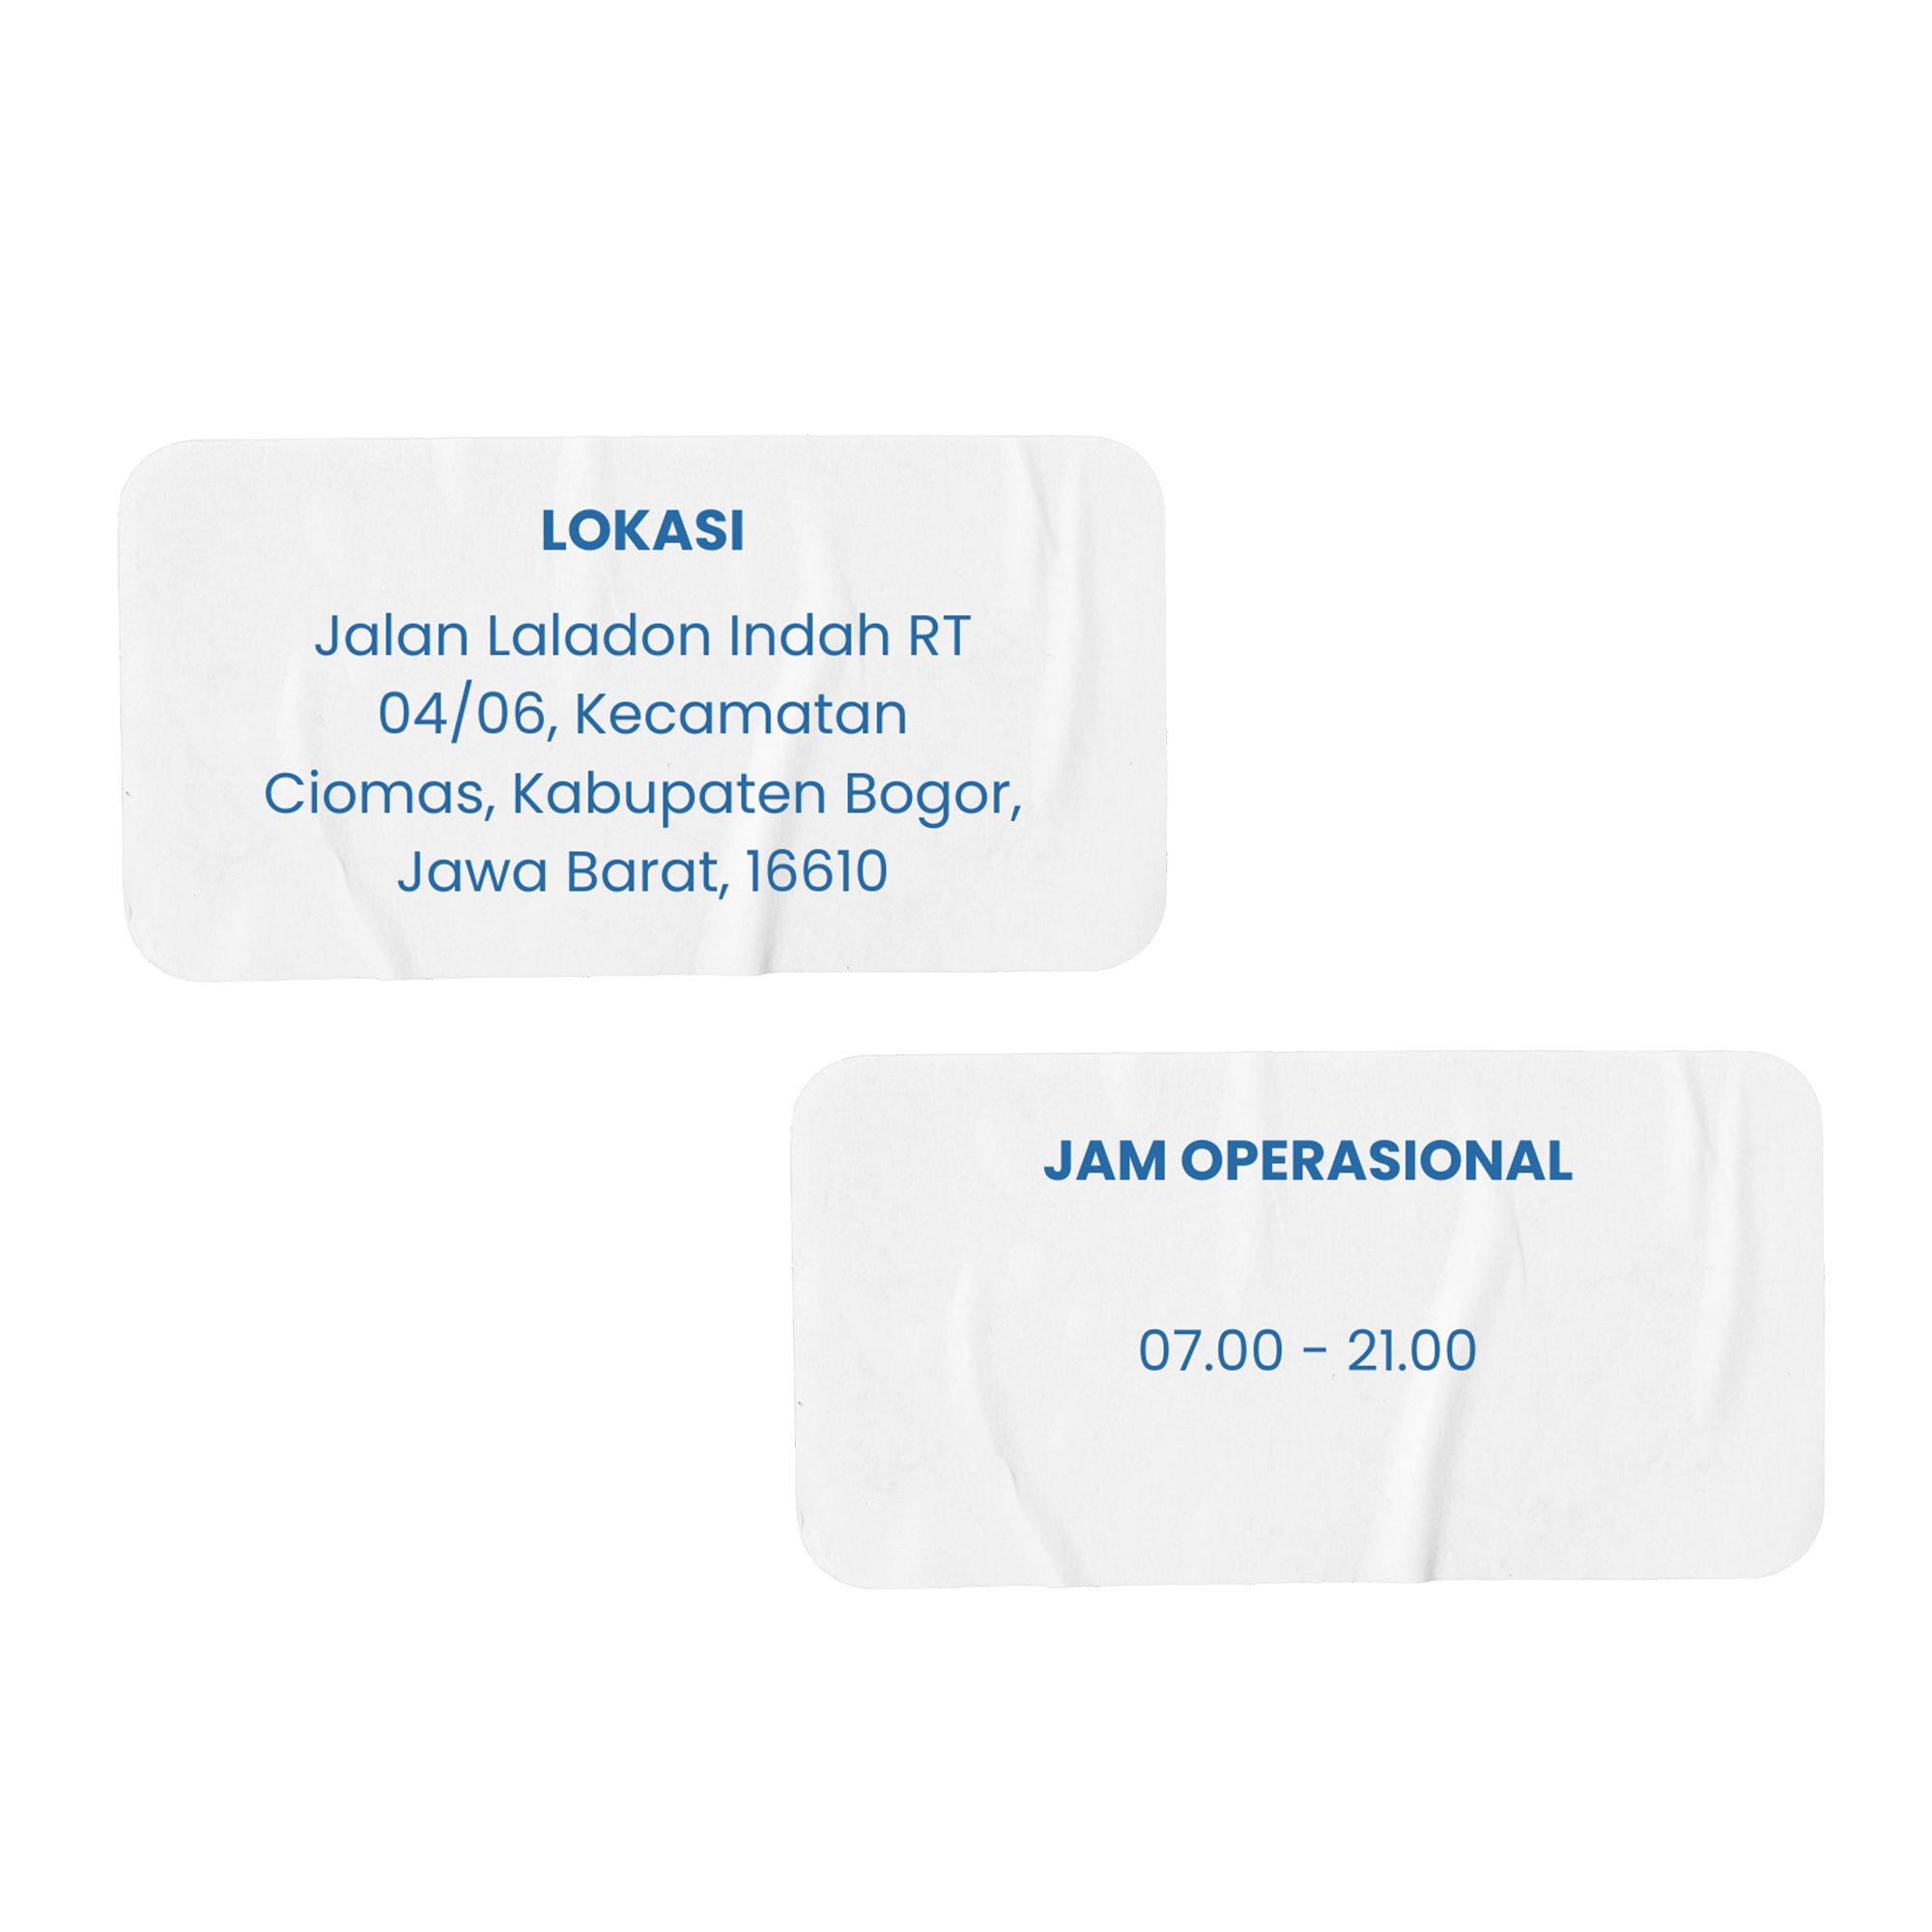 LOKASI
Jalan Laladon Indah RT
04/06, Kecamatan
Ciomas, Kabupaten Bogor,
Jawa Barat, 16610
JAM OPERASIONAL
07.00 - 21.00